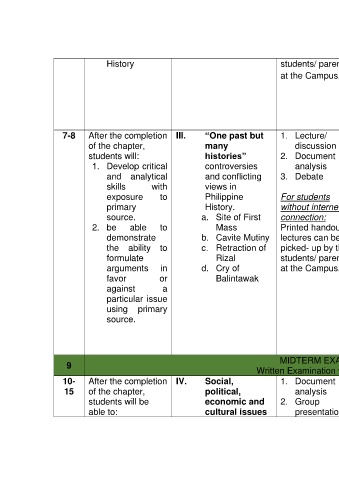 History
students/ paren
at the Campus.
7-8
After the completion
of the chapter,
students will:
1. Develop critical
and analytical
skills with
exposure to
primary
source.
2. be able to
demonstrate
the ability to
formulate
arguments in
favor or
against a
particular issue
using primary
source.
III. “One past but
many
histories”
controversies
and conflicting
views in
Philippine
History.
a. Site of First
Mass
b. Cavite Mutiny
c. Retraction of
Rizal
d. Cry of
Balintawak
1. Lecture/
discussion
2. Document
analysis
3. Debate
For students
without interne
connection:
Printed handou
lectures can be
picked- up by t
students/ paren
at the Campus.
9
MIDTERM EXA
Written Examination
10-
15
After the completion
of the chapter,
students will be
able to:
IV. Social,
political,
economic and
cultural issues
1. Document
analysis
2. Group
presentatio